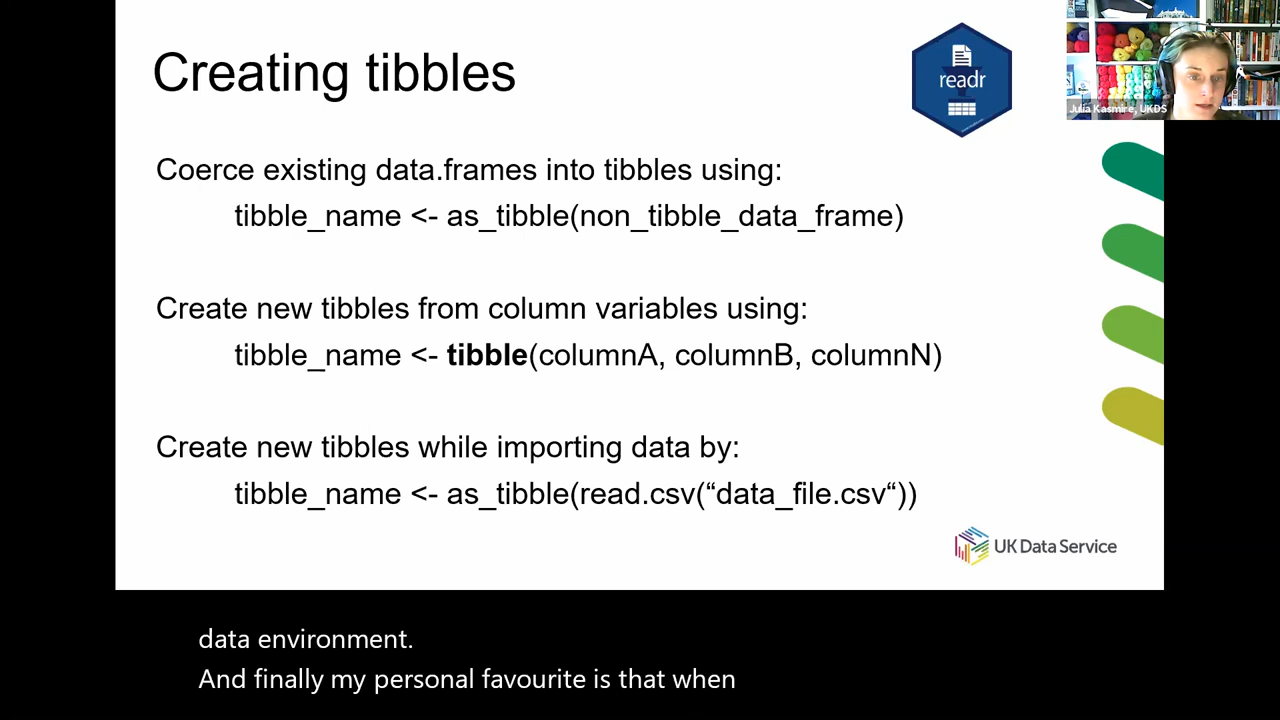 Creating tibbles
readr
Julia Kasmire, UKDS
Coerce existing data.frames into tibbles using:
tibble_name <- as_tibble(non_tibble_data_frame)
Create new tibbles from column variables using:
tibble_name <- tibble(columnA, columnB, columnN)
Create new tibbles while importing data by:
tibble_name <- as_tibble(read.csv(“data_file.csv“))
UK Data Service
data environment.
And finally my personal favourite is that when